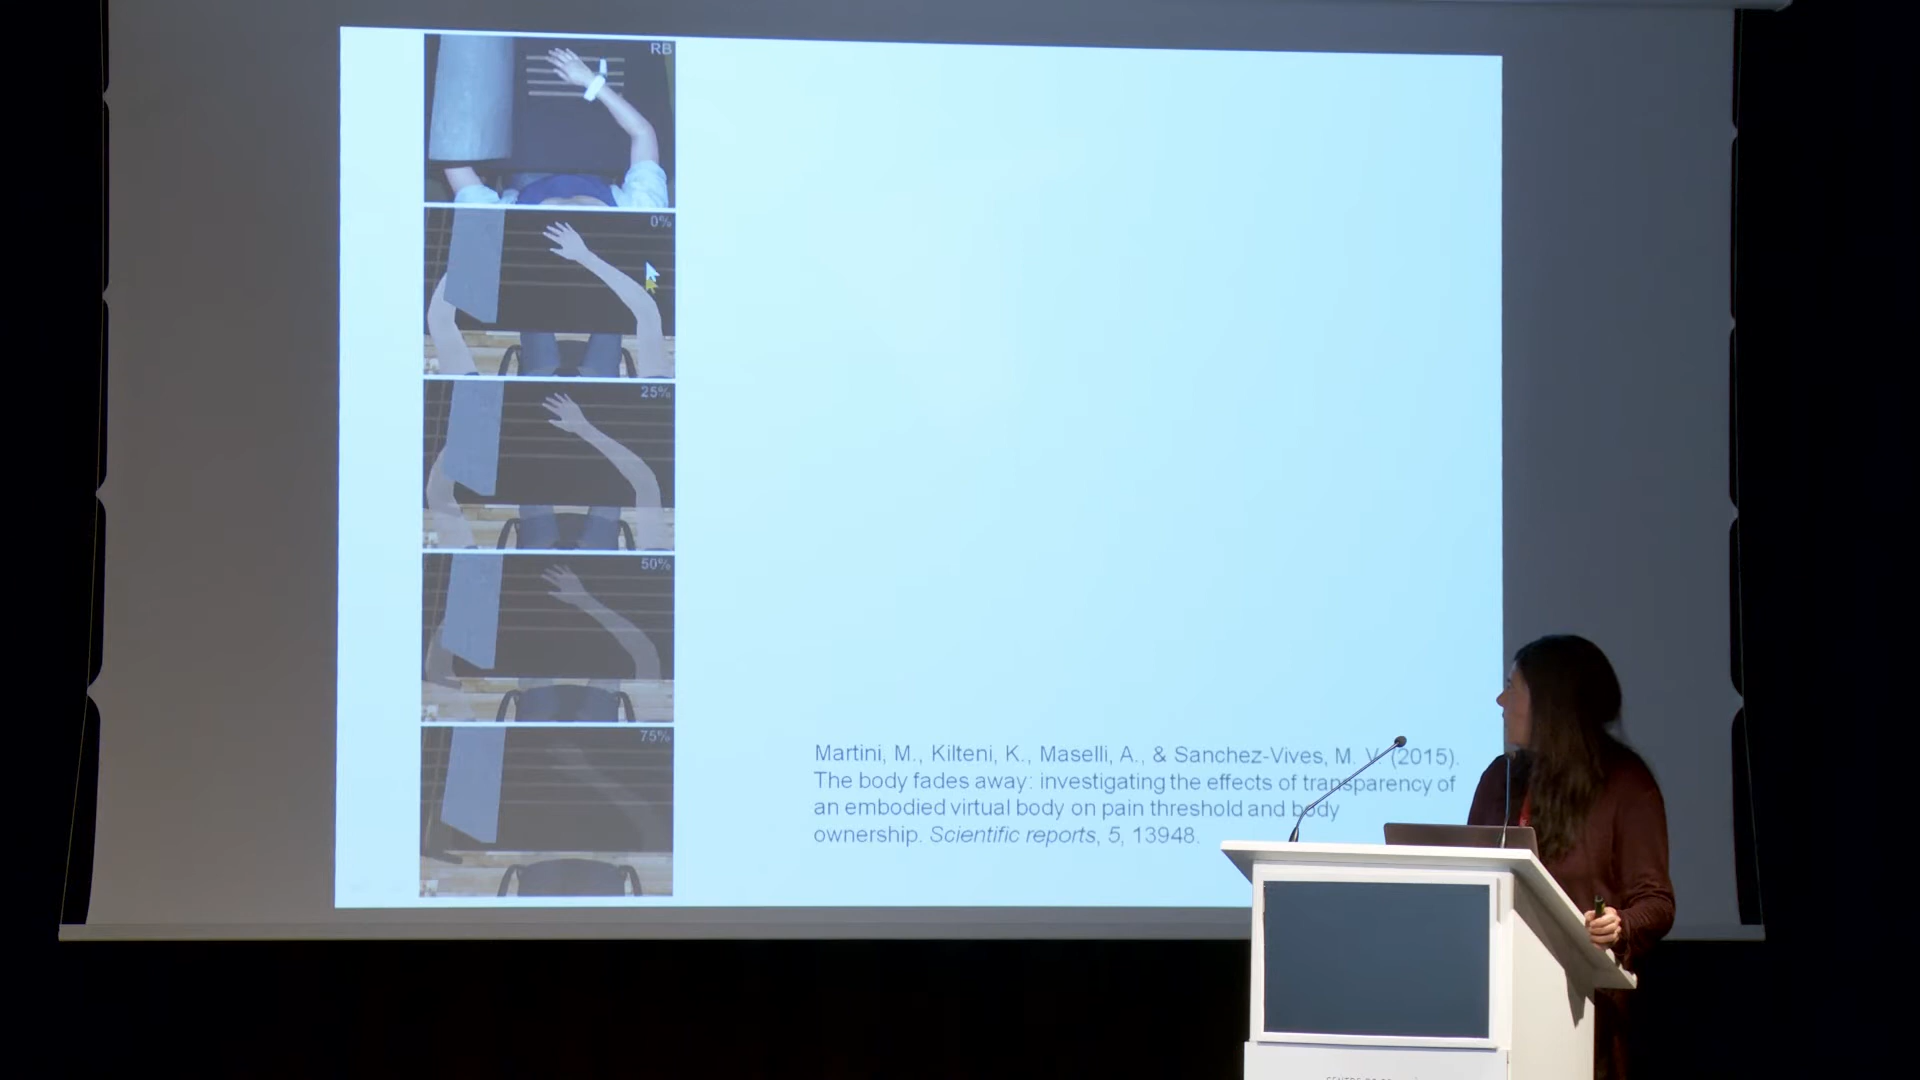 RB
0%
25%
50%
75%
Martini, M., Kilteni, K., Maselli, A., & Sanchez-Vives, M. V. (2015).
The body fades away: investigating the effects of transparency of
an embodied virtual body on pain threshold and body
ownership. Scientific reports, 5, 13948.